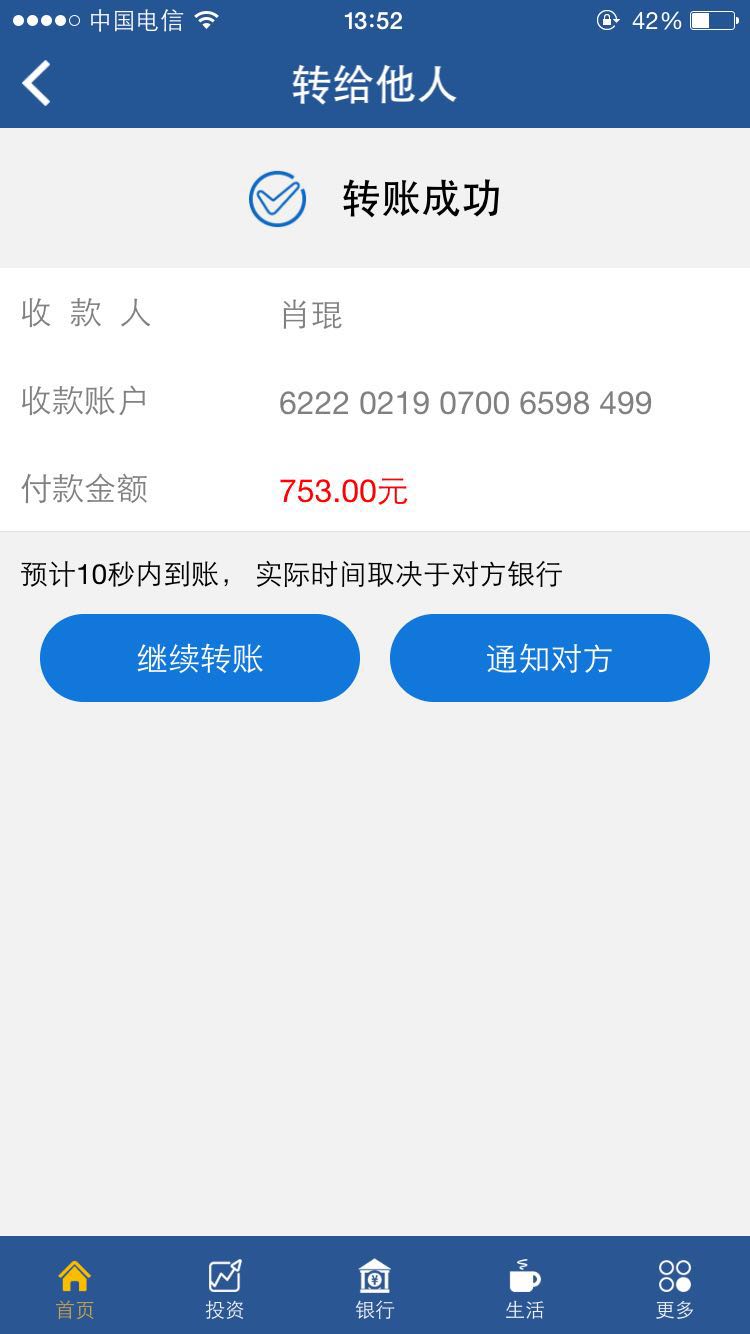 中国电信 13:52 42%
转给他人
转账成功
收 款 人 肖琨
收款账户 6222 0219 0700 6598 499
付款金额 753.00元
预计10秒内到账， 实际时间取决于对方银行
继续转账 通知对方
首页 投资 银行 生活 更多